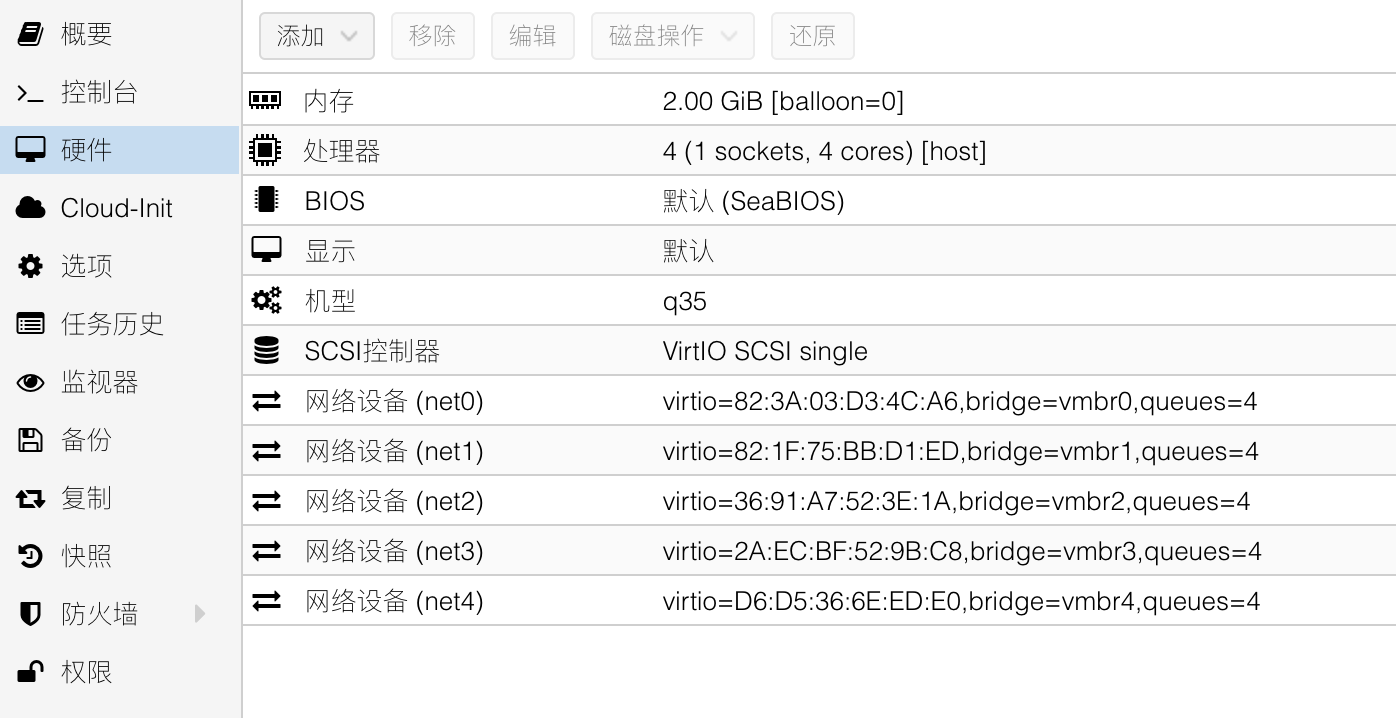 概要
控制台
硬件
Cloud-Init
选项
任务历史
监视器
备份
复制
快照
防火墙
权限
添加 移除 编辑 磁盘操作 还原
内存 2.00 GiB [balloon=0]
处理器 4 (1 sockets, 4 cores) [host]
BIOS 默认 (SeaBIOS)
显示 默认
机型 q35
SCSI控制器 VirtIO SCSI single
网络设备 (net0) virtio=82:3A:03:D3:4C:A6,bridge=vmbr0,queues=4
网络设备 (net1) virtio=82:1F:75:BB:D1:ED,bridge=vmbr1,queues=4
网络设备 (net2) virtio=36:91:A7:52:3E:1A,bridge=vmbr2,queues=4
网络设备 (net3) virtio=2A:EC:BF:52:9B:C8,bridge=vmbr3,queues=4
网络设备 (net4) virtio=D6:D5:36:6E:ED:E0,bridge=vmbr4,queues=4